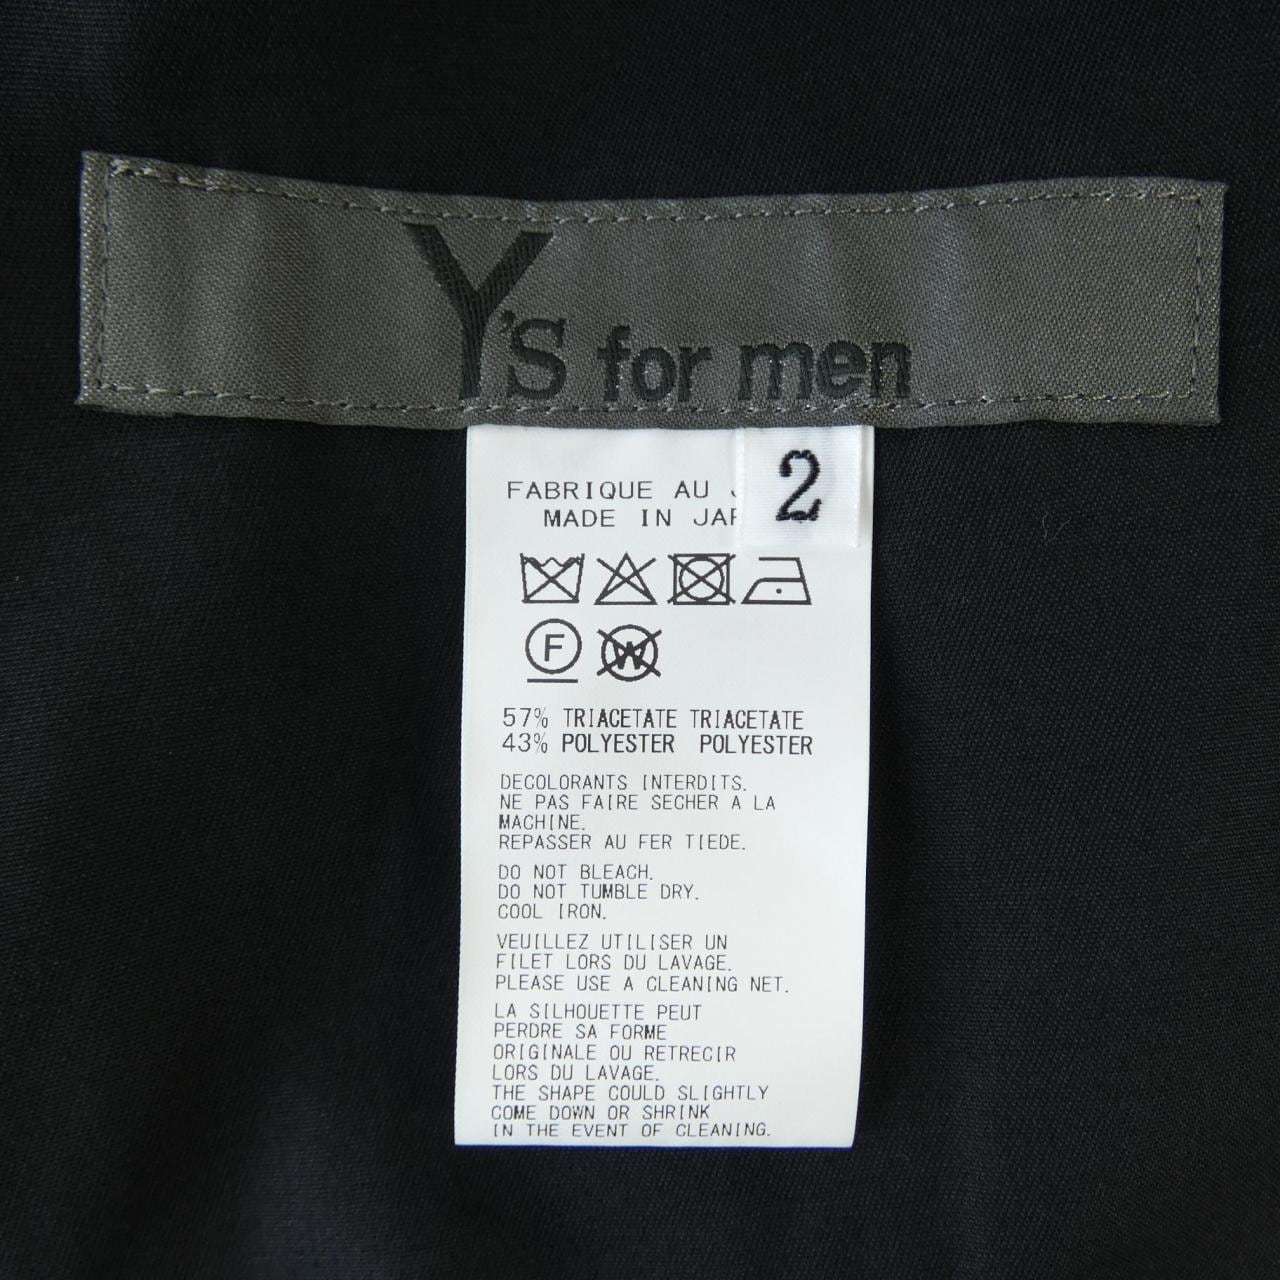 Y's for men
2
FABRIQUE AU
MADE IN
F
W
57% TRIACETATE TRIACETATE
43% POLYESTER POLYESTER
DECOLORANTS INTERDITS.
NE PAS FAIRE SECHER A LA
MACHINE.
REPASSER AU FER TIEDE.
DO NOT BLEACH.
DO NOT TUMBLE DRY.
COOL IRON.
VEUILLEZ UTILISER UN
FILET LORS DU LAVAGE.
PLEASE USE A CLEANING NET.
LA SILHOUETTE PEUT
PERDRE SA FORME
ORIGINALE OU RETRECIR
LORS DU LAVAGE.
THE SHAPE COULD SLIGHTLY
COME DOWN OR SHRINK
IN THE EVENT OF CLEANING.